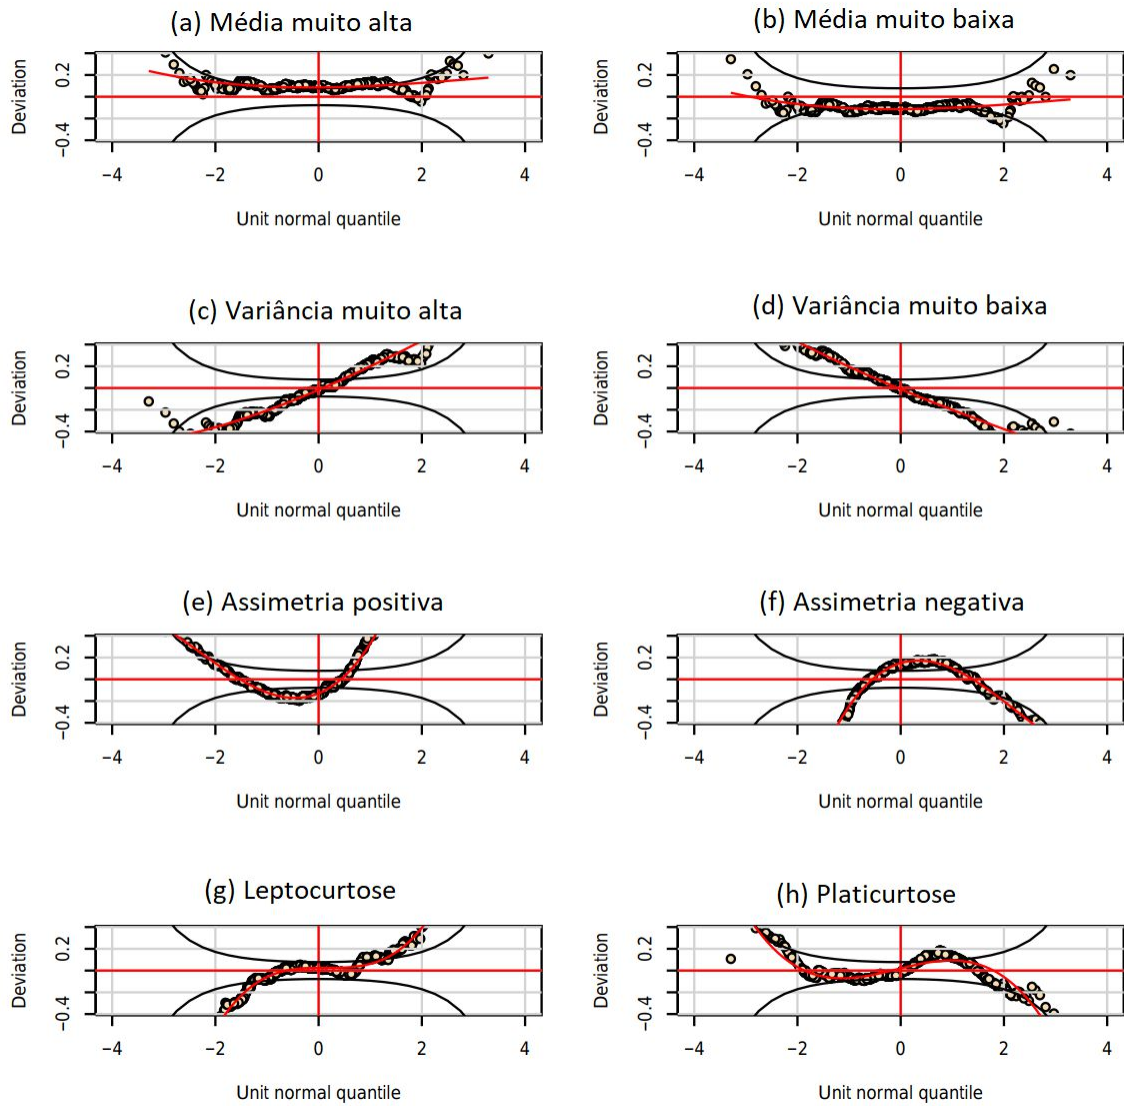 (a) Média muito alta
(b) Média muito baixa
Deviation
0.2
−0.4
−4 −2 0 2 4
Unit normal quantile
Deviation
0.2
−0.4
−4 −2 0 2 4
Unit normal quantile
(c) Variância muito alta
(d) Variância muito baixa
Deviation
0.2
−0.4
−4 −2 0 2 4
Unit normal quantile
Deviation
0.2
−0.4
−4 −2 0 2 4
Unit normal quantile
(e) Assimetria positiva
(f) Assimetria negativa
Deviation
0.2
−0.4
−4 −2 0 2 4
Unit normal quantile
Deviation
0.2
−0.4
−4 −2 0 2 4
Unit normal quantile
(g) Leptocurtose
(h) Platicurtose
Deviation
0.2
−0.4
−4 −2 0 2 4
Unit normal quantile
Deviation
0.2
−0.4
−4 −2 0 2 4
Unit normal quantile